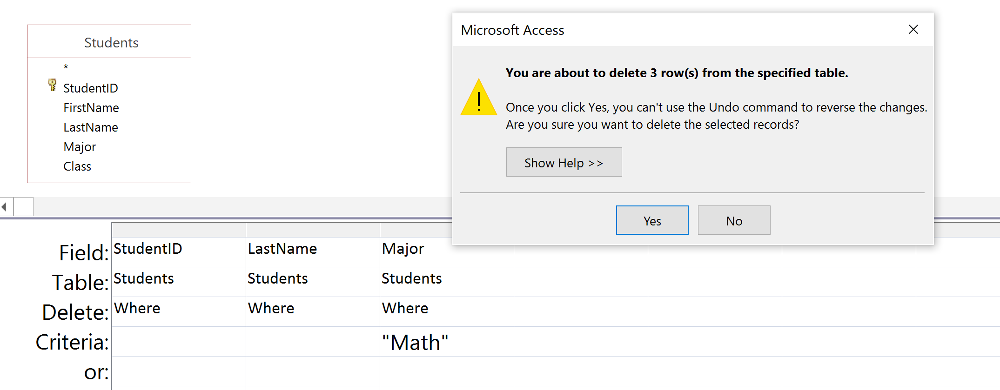 Students
*
StudentID
FirstName
LastName
Major
Class
Microsoft Access
You are about to delete 3 row(s) from the specified table.
Once you click Yes, you can't use the Undo command to reverse the changes.
Are you sure you want to delete the selected records?
Show Help >>
Yes No
Field: StudentID LastName Major
Table: Students Students Students
Delete: Where Where Where
Criteria: "Math"
or: